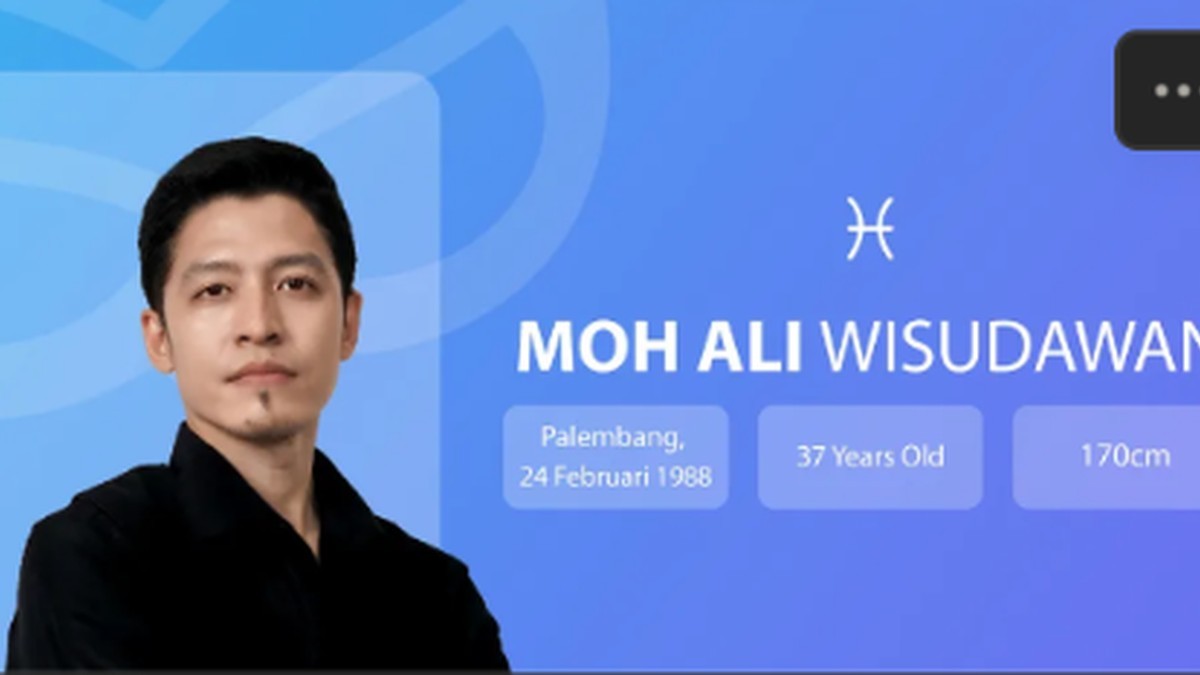 MOH ALI WISUDAWAN
Palembang,
24 Februari 1988
37 Years Old
170cm